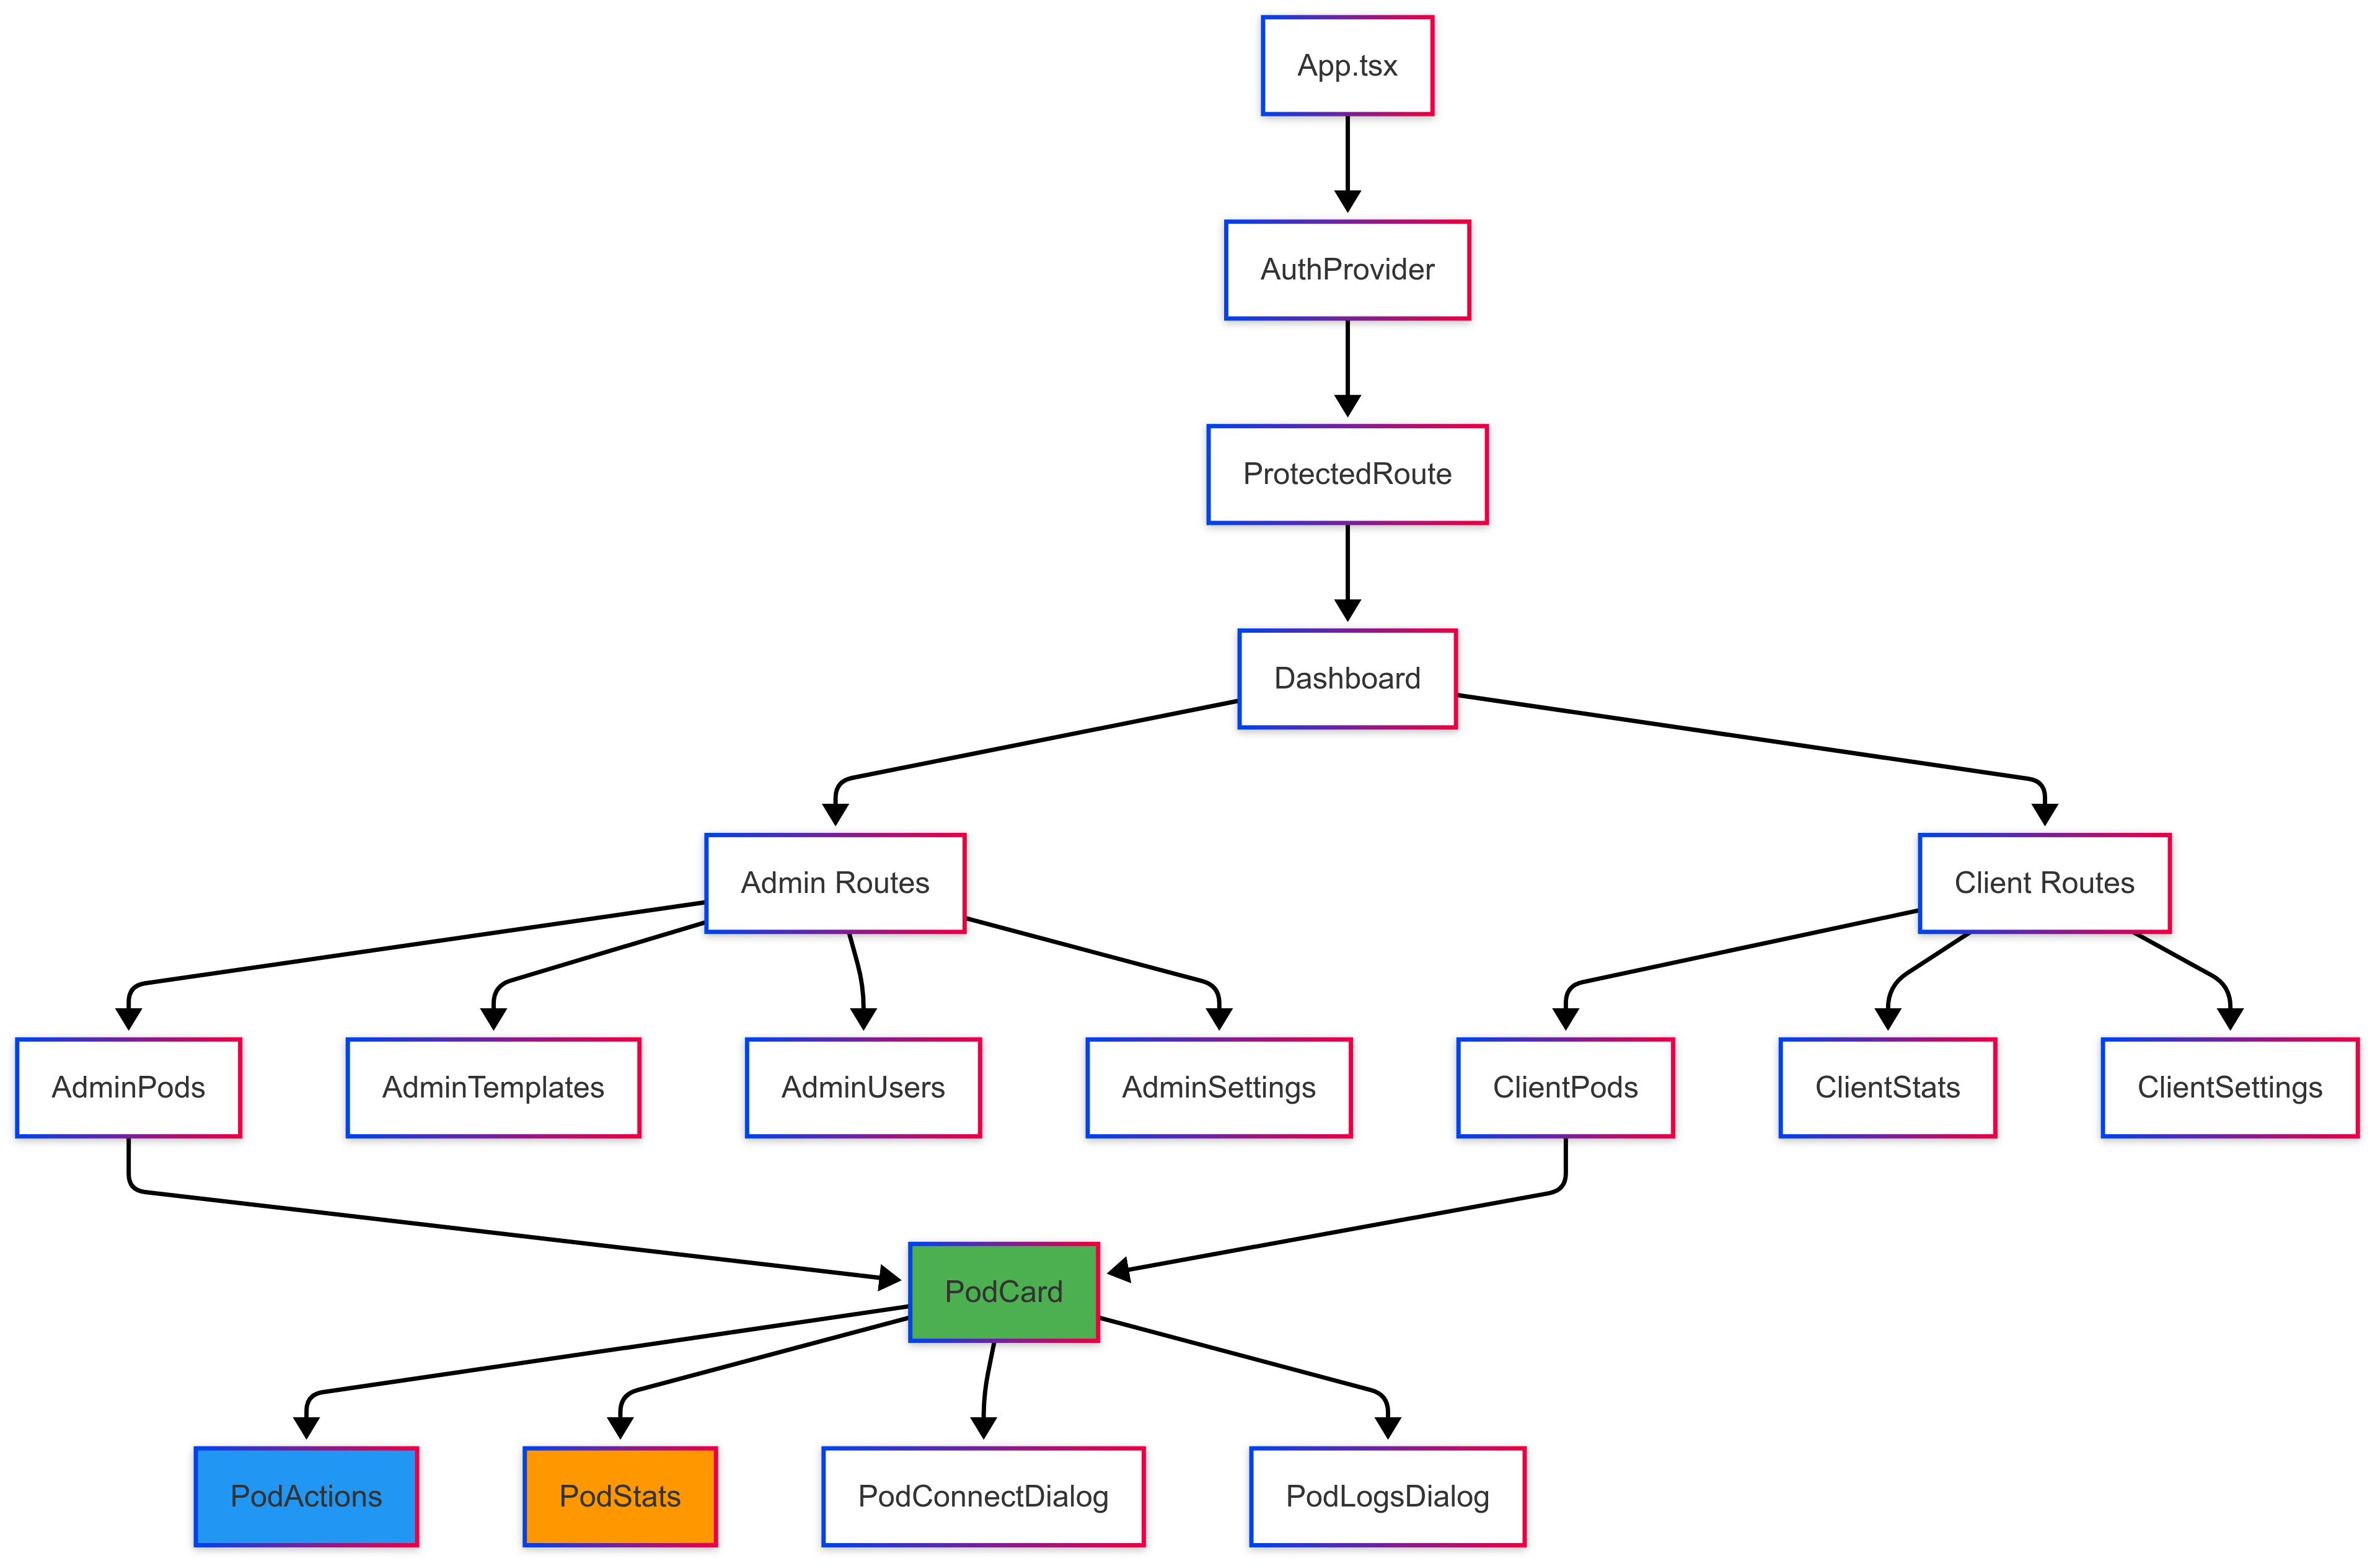 App.tsx
AuthProvider
ProtectedRoute
Dashboard
Admin Routes
Client Routes
AdminPods
AdminTemplates
AdminUsers
AdminSettings
ClientPods
ClientStats
ClientSettings
PodCard
PodActions
PodStats
PodConnectDialog
PodLogsDialog